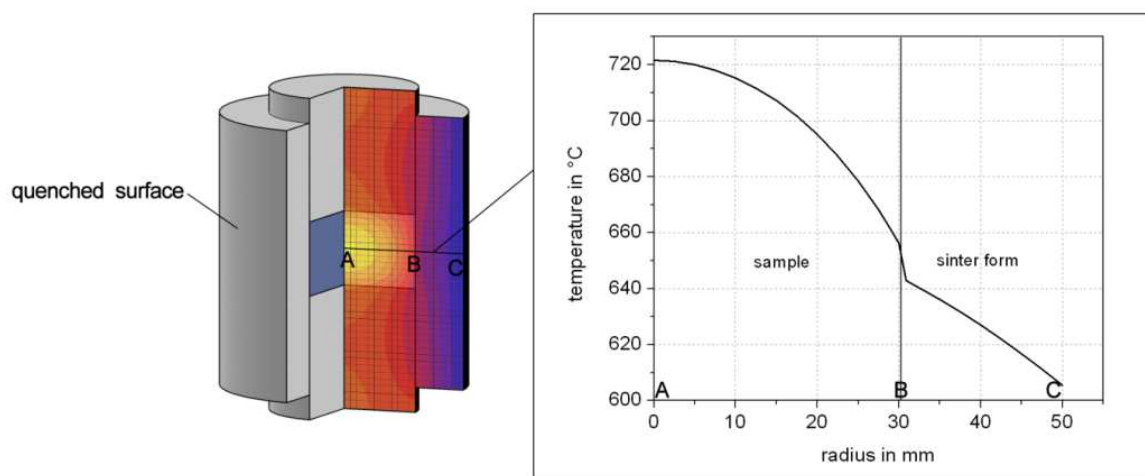 quenched surface
A
B
C
temperature in °C
720
700
680
660
640
620
600
sample
sinter form
A
B
C
0
10
20
30
40
50
radius in mm